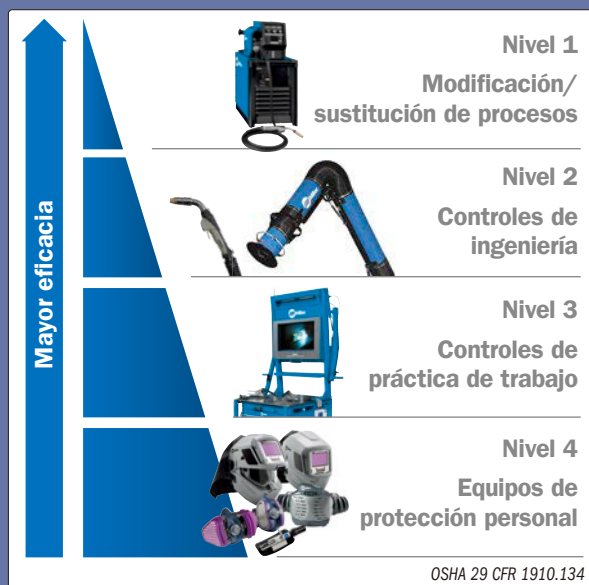 Nivel 1
Modificación/
sustitución de procesos
Nivel 2
Controles de
ingeniería
Nivel 3
Controles de
práctica de trabajo
Nivel 4
Equipos de
protección personal
Mayor eficacia
OSHA 29 CFR 1910.134